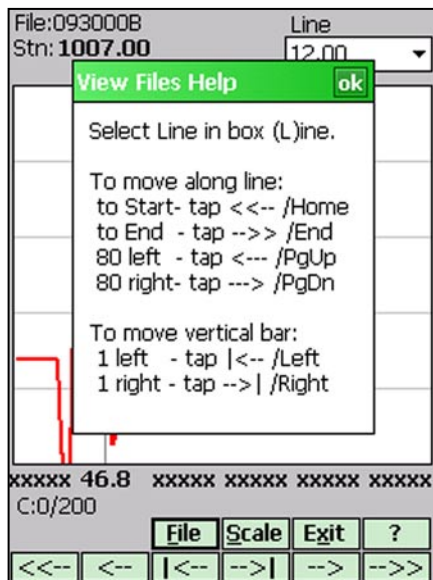 File:093000B Line
Stn: 1007.00 12.00
View Files Help ok
Select Line in box (L)ine.
To move along line:
to Start- tap <<-- /Home
to End - tap -->> /End
80 left - tap <--- /PgUp
80 right- tap ---> /PgDn
To move vertical bar:
1 left - tap |<-- /Left
1 right - tap -->| /Right
xxxxx 46.8 xxxxx xxxxx xxxxx xxxxx
C:0/200
File Scale Exit ?
<<-- <-- |<-- -->| --> -->>